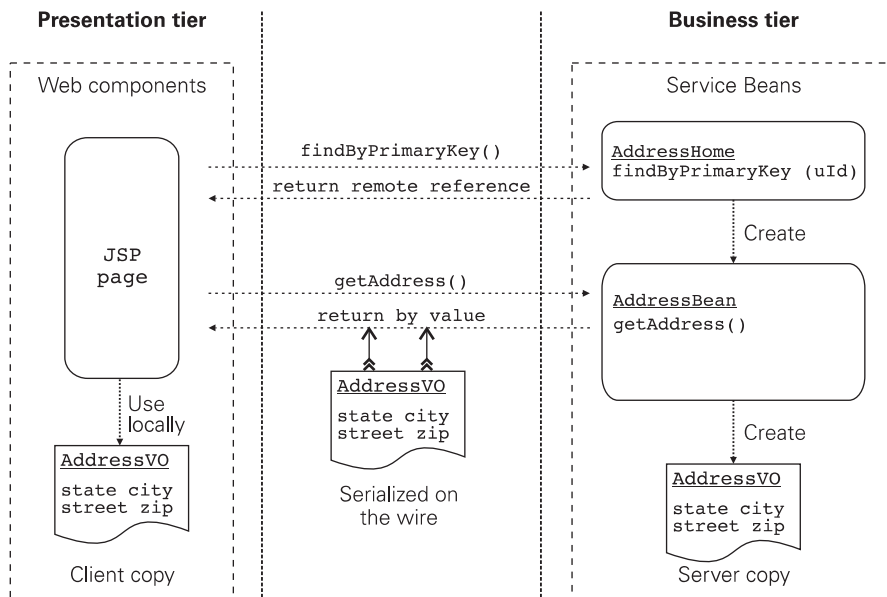 Presentation tier
Business tier
Web components
Service Beans
findByPrimaryKey()
AddressHome
findByPrimaryKey (uId)
return remote reference
Create
JSP
page
getAddress()
AddressBean
getAddress()
return by value
Use
locally
AddressVO
state city
street zip
Create
AddressVO
state city
street zip
AddressVO
state city
street zip
Serialized on
the wire
Client copy
Server copy